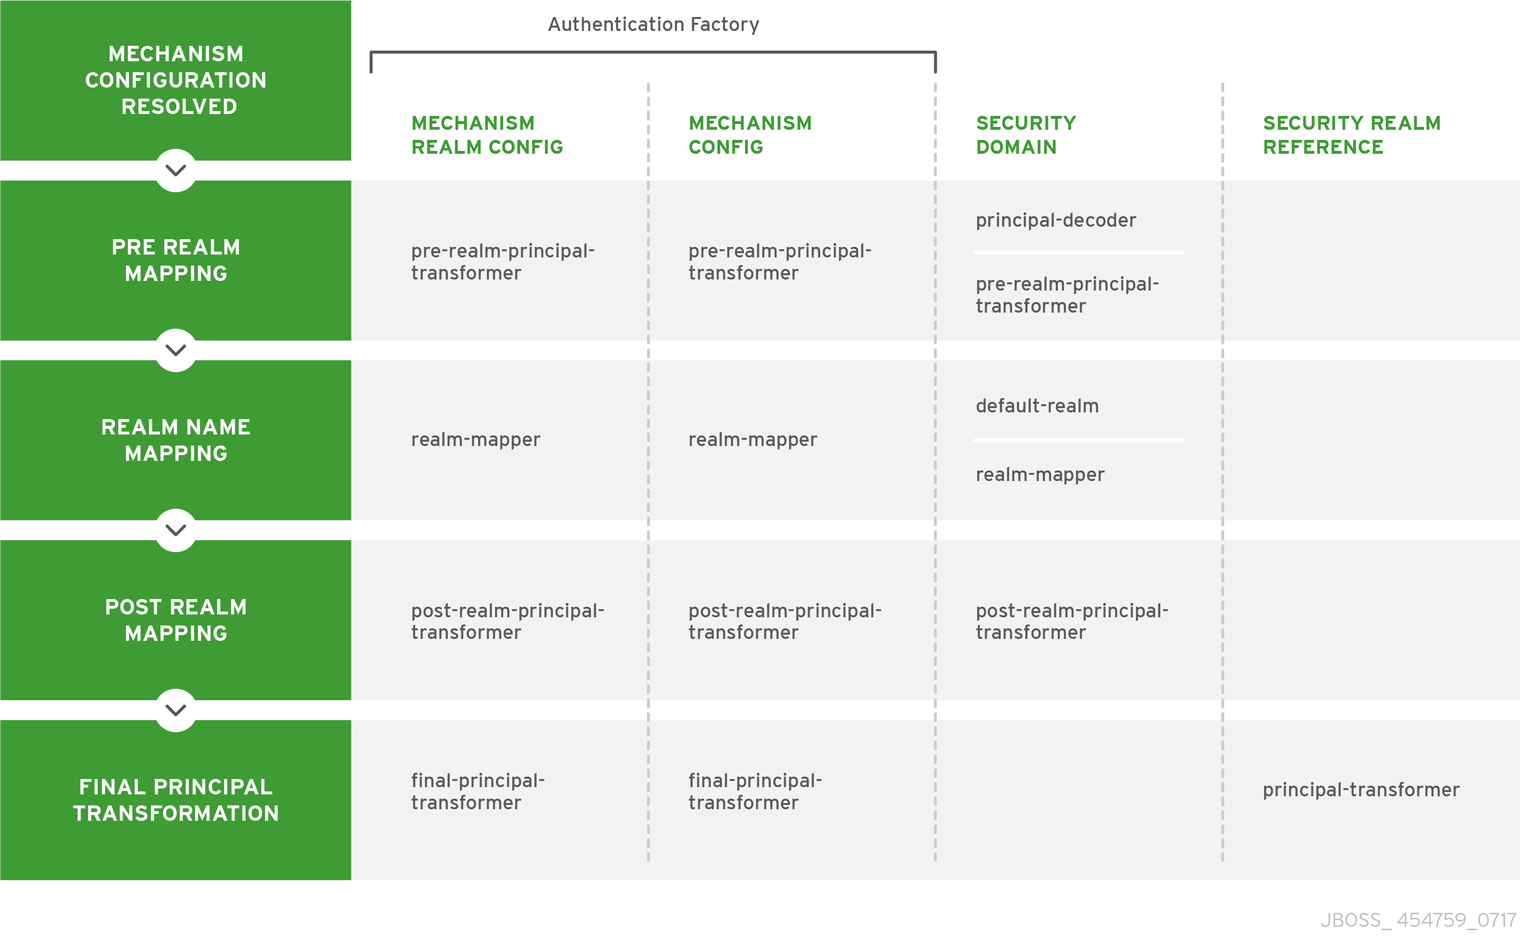 Authentication Factory
MECHANISM
CONFIGURATION
RESOLVED
MECHANISM
REALM CONFIG
MECHANISM
CONFIG
SECURITY
DOMAIN
SECURITY REALM
REFERENCE
PRE REALM
MAPPING
pre-realm-principal-
transformer
pre-realm-principal-
transformer
principal-decoder
pre-realm-principal-
transformer
REALM NAME
MAPPING
realm-mapper
realm-mapper
default-realm
realm-mapper
POST REALM
MAPPING
post-realm-principal-
transformer
post-realm-principal-
transformer
post-realm-principal-
transformer
FINAL PRINCIPAL
TRANSFORMATION
final-principal-
transformer
final-principal-
transformer
principal-transformer
JBOSS_ 454759_0717